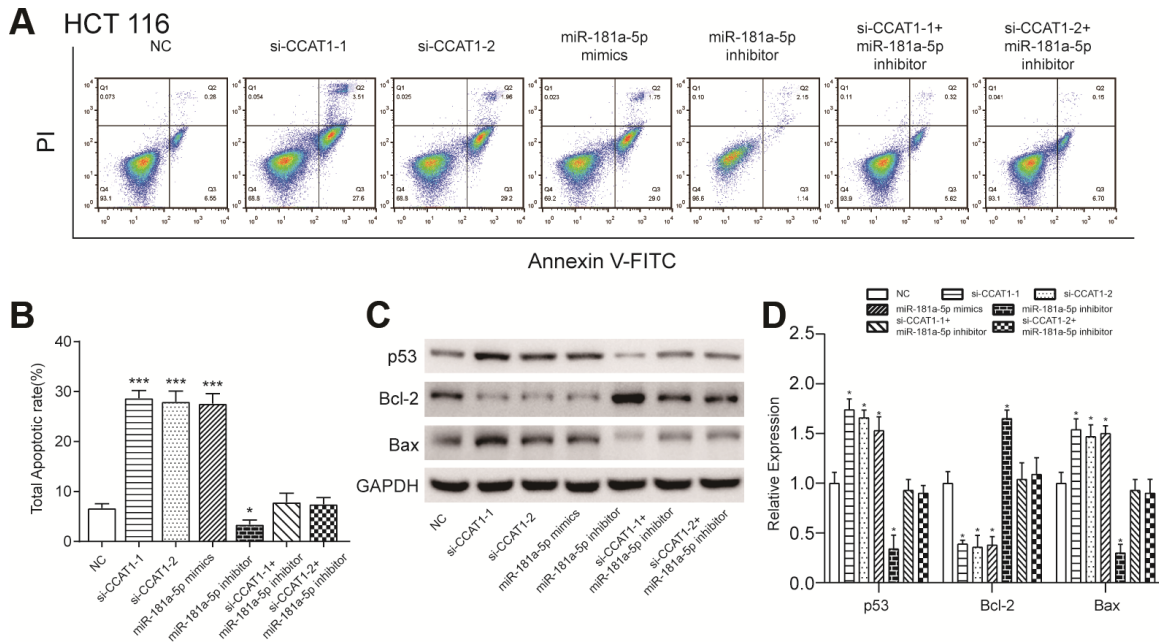 A
HCT 116
NC
si-CCAT1-1
si-CCAT1-2
miR-181a-5p
mimics
miR-181a-5p
inhibitor
si-CCAT1-1+
miR-181a-5p
inhibitor
si-CCAT1-2+
miR-181a-5p
inhibitor
PI
Q1
0.073
Q2
0.28
Q4
93.1
Q3
6.55
Q1
0.054
Q2
3.51
Q4
68.8
Q3
27.6
Q1
0.025
Q2
1.96
Q4
68.8
Q3
29.2
Q1
0.023
Q2
1.75
Q4
69.2
Q3
29.0
Q1
0.10
Q2
2.15
Q4
96.6
Q3
1.14
Q1
0.11
Q2
0.32
Q4
93.9
Q3
5.62
Q1
0.041
Q2
0.15
Q4
93.1
Q3
6.70
Annexin V-FITC
B
Total Apoptotic rate(%)
40
30
20
10
0
***
***
***
*
NC
si-CCAT1-1
si-CCAT1-2
miR-181a-5p mimics
miR-181a-5p inhibitor
si-CCAT1-1+
miR-181a-5p inhibitor
si-CCAT1-2+
miR-181a-5p inhibitor
C
p53
Bcl-2
Bax
GAPDH
NC
si-CCAT1-1
si-CCAT1-2
miR-181a-5p mimics
miR-181a-5p inhibitor
si-CCAT1-1+
miR-181a-5p inhibitor
si-CCAT1-2+
miR-181a-5p inhibitor
D
NC
si-CCAT1-1
si-CCAT1-2
miR-181a-5p mimics
miR-181a-5p inhibitor
si-CCAT1-1+
miR-181a-5p inhibitor
si-CCAT1-2+
miR-181a-5p inhibitor
Relative Expression
2.5
2.0
1.5
1.0
0.5
0.0
* * * *
* * * *
* * * *
p53
Bcl-2
Bax